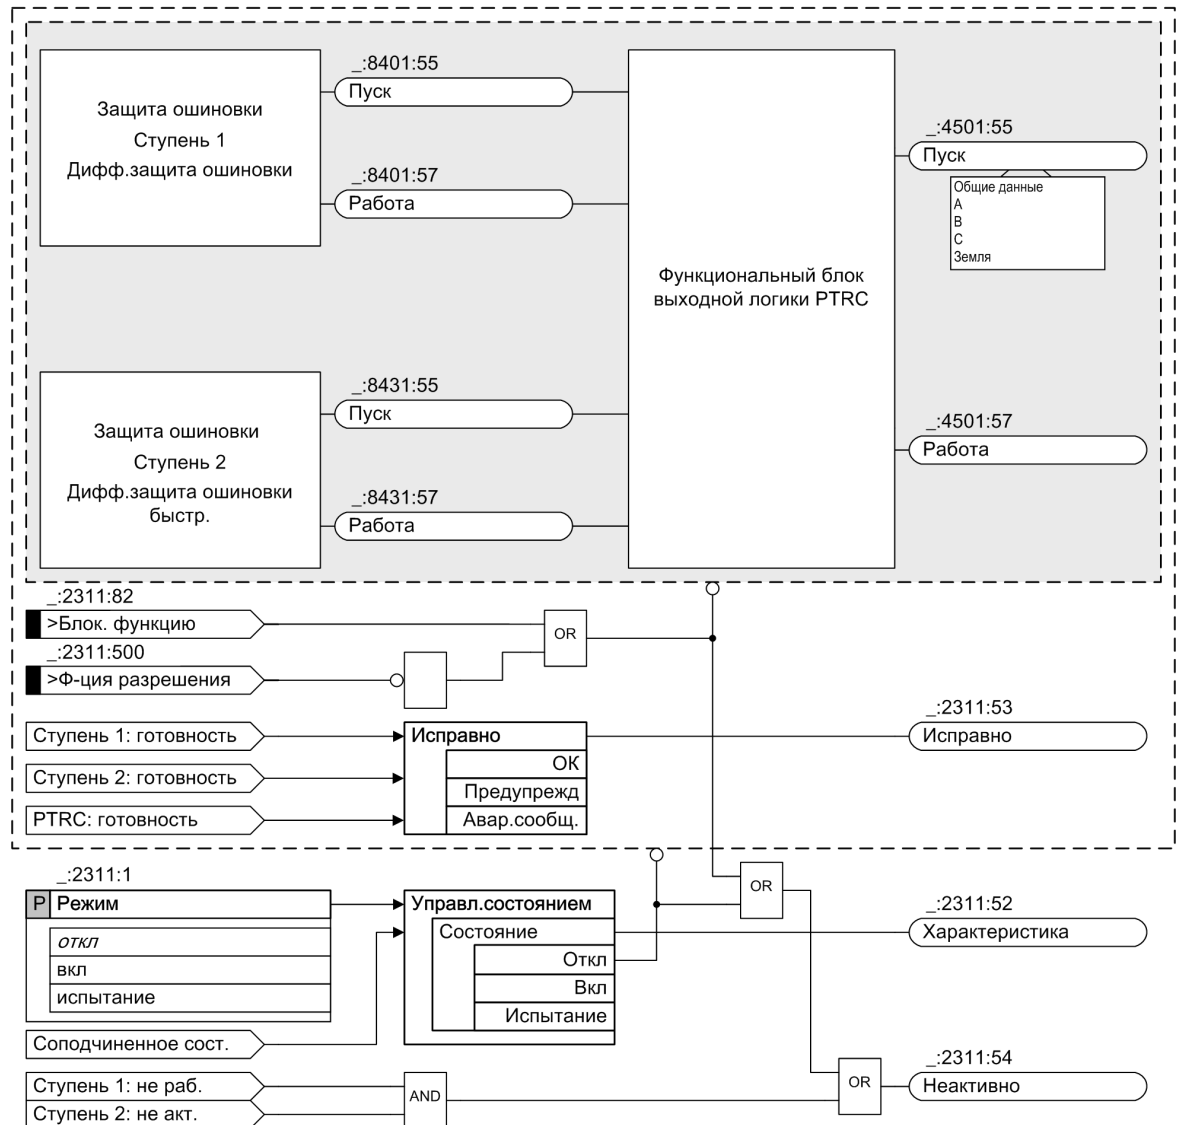 _:8401:55
Защита ошиновки
Ступень 1
Дифф.защита ошиновки
Пуск
_:8401:57
Работа
Функциональный блок
выходной логики PTRC
_:4501:55
Пуск
Общие данные
A
B
C
Земля
Защита ошиновки
Ступень 2
Дифф.защита ошиновки
быстр.
_:8431:55
Пуск
_:8431:57
Работа
_:4501:57
Работа
_:2311:82
>Блок. функцию
OR
_:2311:500
>Ф-ция разрешения
Ступень 1: готовность
Ступень 2: готовность
PTRC: готовность
Исправно
ОК
Предупрежд
Авар.сообщ.
_:2311:53
Исправно
_:2311:1
P Режим
откл
вкл
испытание
Соподчиненное сост.
Управл.состоянием
Состояние
Откл
Вкл
Испытание
OR
_:2311:52
Характеристика
Ступень 1: не раб.
Ступень 2: не акт.
AND
OR
_:2311:54
Неактивно